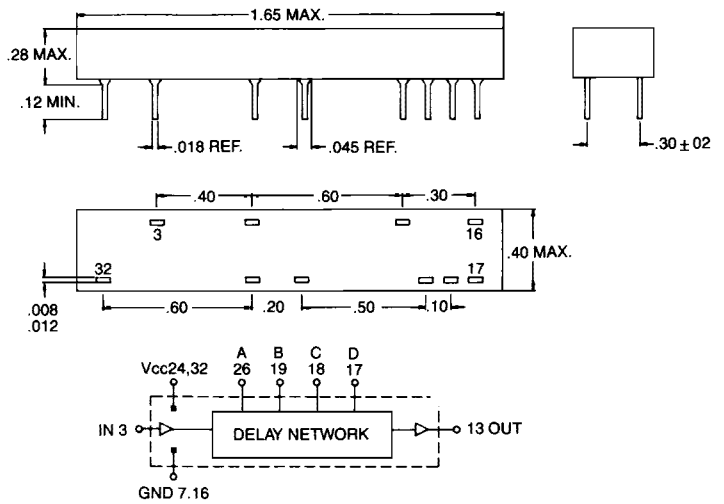 1.65 MAX.
.28 MAX.
.12 MIN.
.018 REF.
.045 REF.
.30 ± 02
.40 .60 .30
3 16
.40 MAX.
32 17
.008
.012
.60 .20 .50 .10
A B C D
Vcc24,32 26 19 18 17
IN 3 DELAY NETWORK 13 OUT
GND 7.16